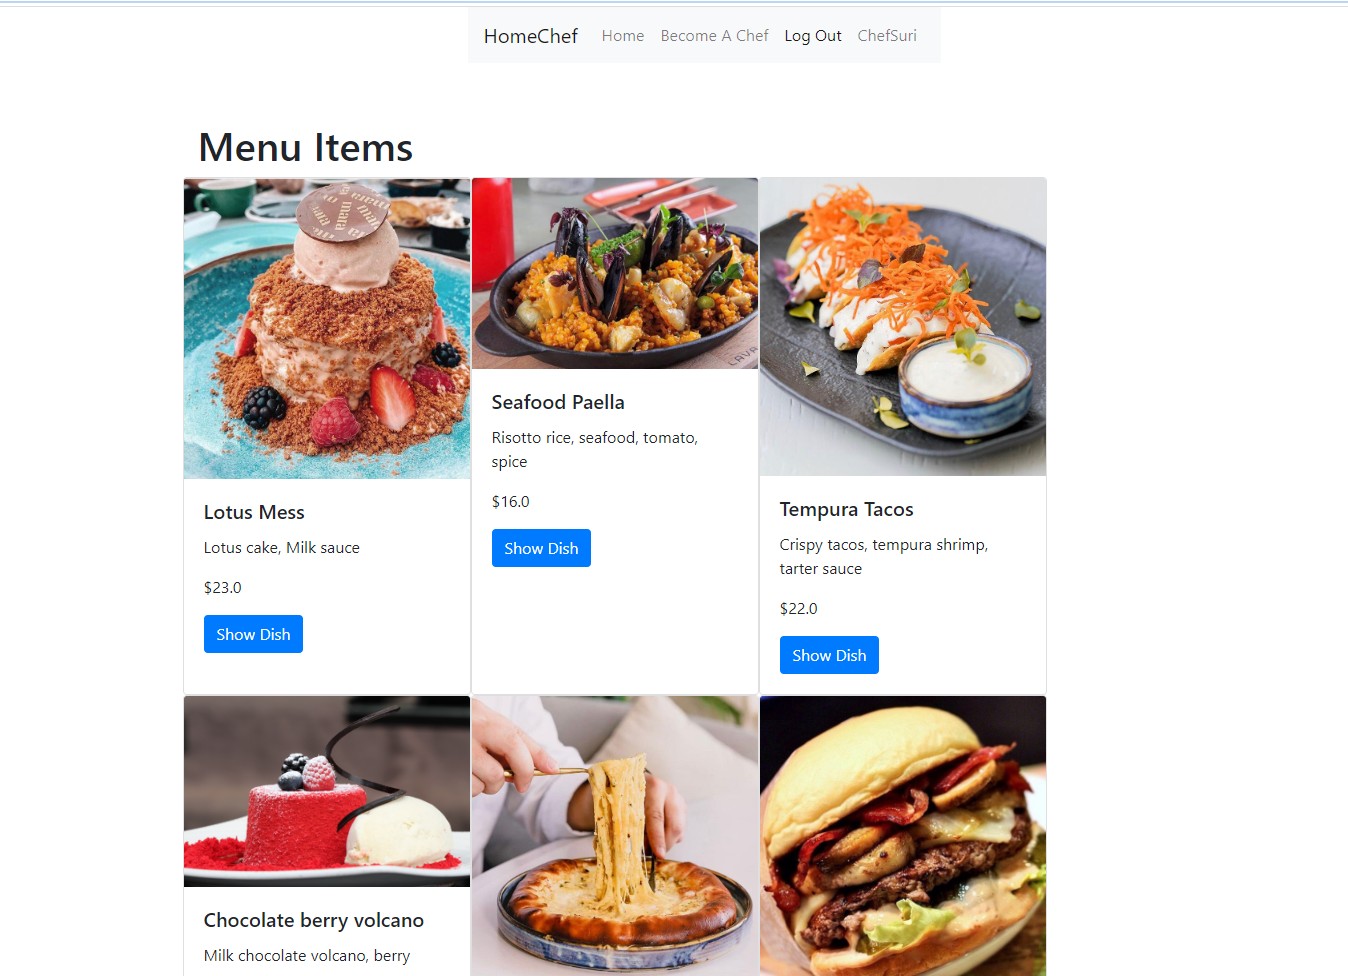 HomeChef Home Become A Chef Log Out ChefSuri
Menu Items
mara
Lotus Mess
Lotus cake, Milk sauce
$23.0
Show Dish
Seafood Paella
Risotto rice, seafood, tomato,
spice
$16.0
Show Dish
Tempura Tacos
Crispy tacos, tempura shrimp,
tarter sauce
$22.0
Show Dish
Chocolate berry volcano
Milk chocolate volcano, berry